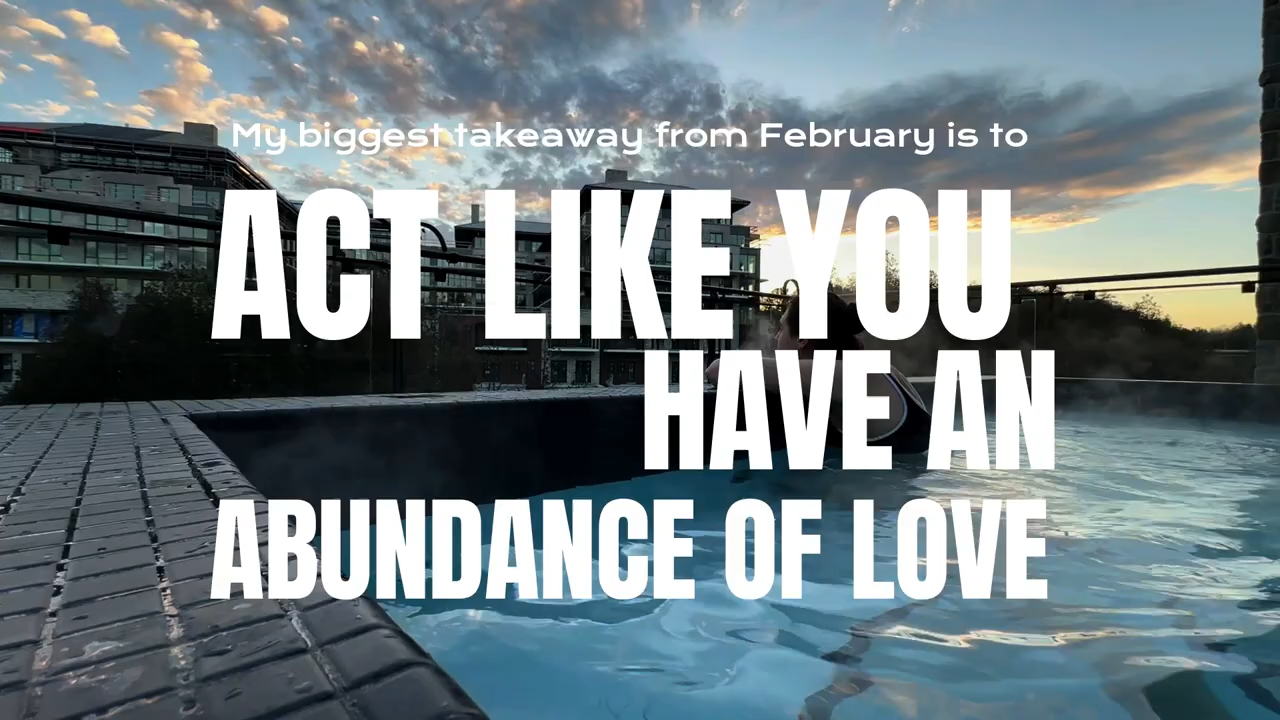 My biggest takeaway from February is to
ACT LIKE YOU
HAVE AN
ABUNDANCE OF LOVE